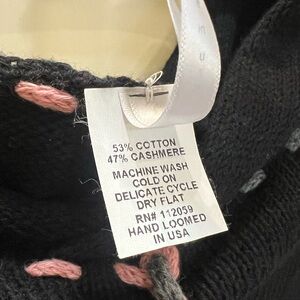 53% COTTON
47% CASHMERE
MACHINE WASH
COLD ON
DELICATE CYCLE
DRY FLAT
RN# 112059
HAND LOOMED
IN USA